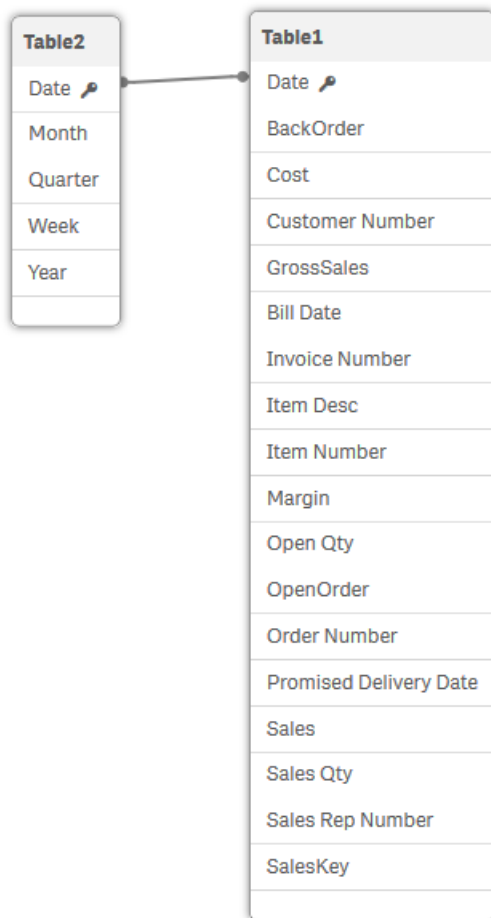 Table2
Date
Month
Quarter
Week
Year
Table1
Date
BackOrder
Cost
Customer Number
GrossSales
Bill Date
Invoice Number
Item Desc
Item Number
Margin
Open Qty
OpenOrder
Order Number
Promised Delivery Date
Sales
Sales Qty
Sales Rep Number
SalesKey